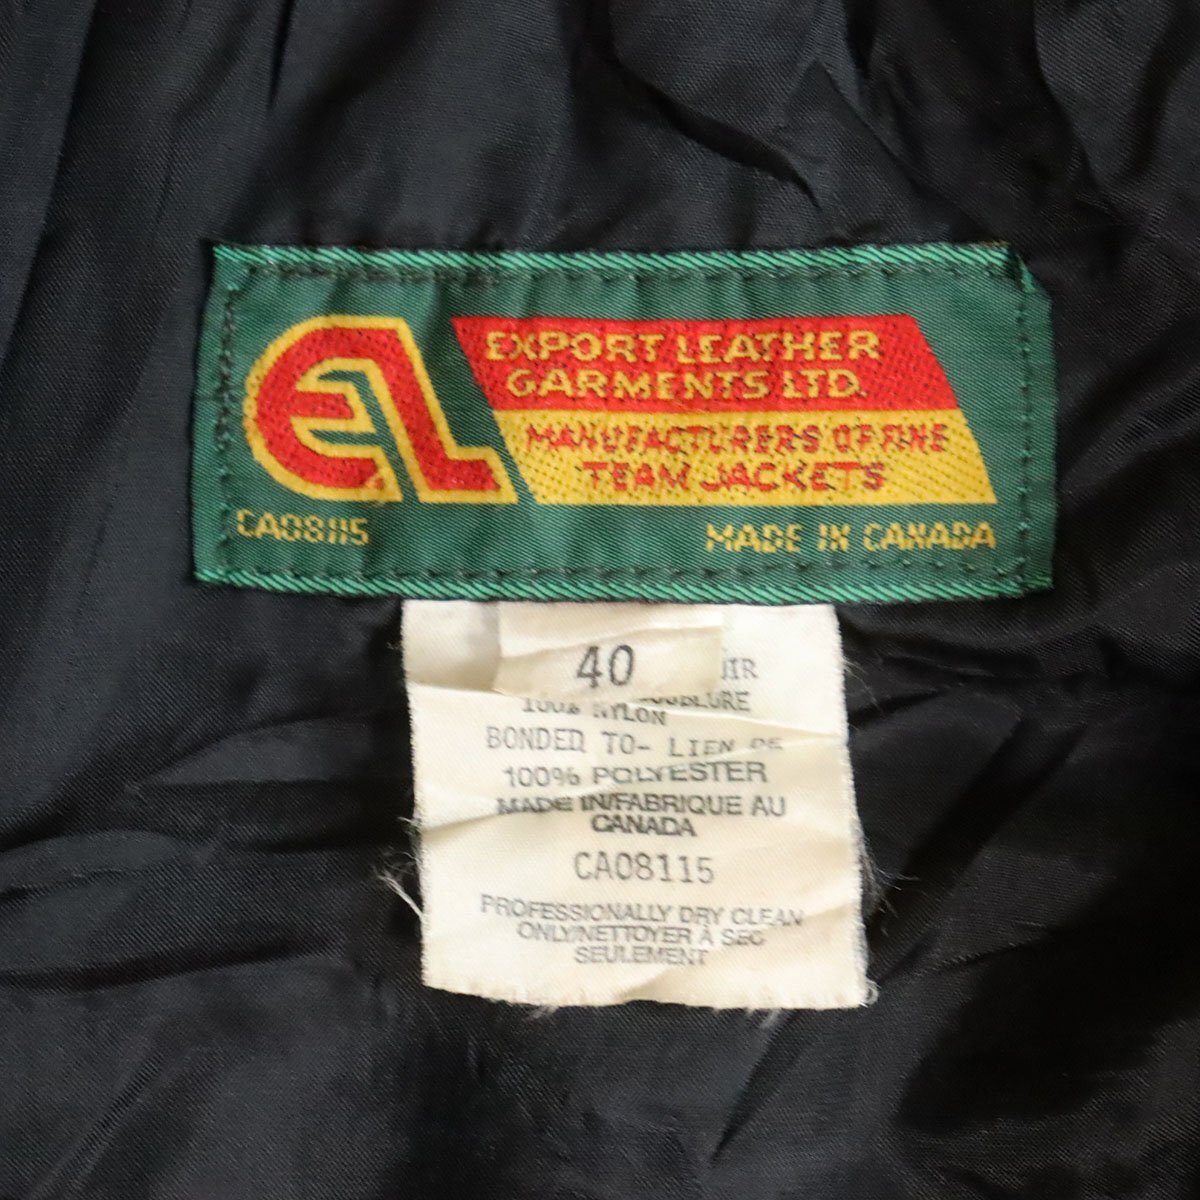 EL
EXPORT LEATHER
GARMENTS LTD.
MANUFACTURERS OF FINE
TEAM JACKETS
CA08115
MADE IN CANADA
40
100% NYLON
BONDED TO- LIEN DE
100% POLYESTER
MADE IN/FABRIQUE AU
CANADA
CA08115
PROFESSIONALLY DRY CLEAN
ONLY/NETTOYER À SEC
SEULEMENT